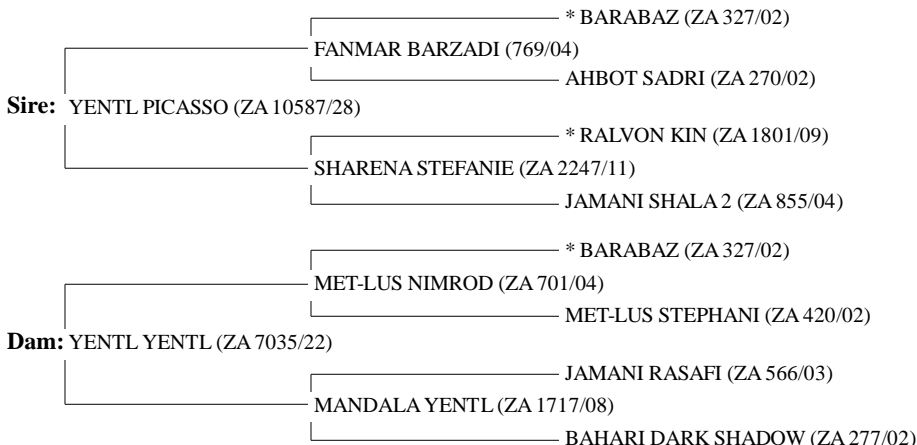 * BARABAZ (ZA 327/02)
FANMAR BARZADI (769/04)
AHBOT SADRI (ZA 270/02)
Sire: YENTL PICASSO (ZA 10587/28)
* RALVON KIN (ZA 1801/09)
SHARENA STEFANIE (ZA 2247/11)
JAMANI SHALA 2 (ZA 855/04)
* BARABAZ (ZA 327/02)
MET-LUS NIMROD (ZA 701/04)
MET-LUS STEPHANI (ZA 420/02)
Dam: YENTL YENTL (ZA 7035/22)
JAMANI RASAFI (ZA 566/03)
MANDALA YENTL (ZA 1717/08)
BAHARI DARK SHADOW (ZA 277/02)